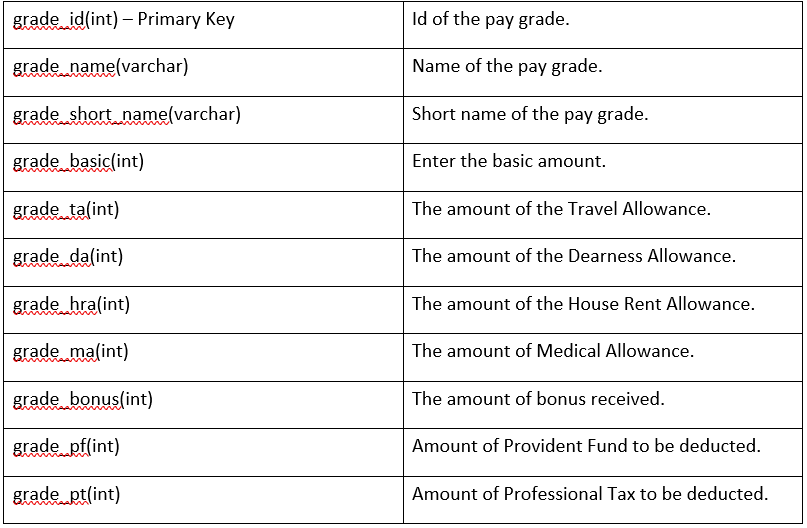 grade_id(int) – Primary Key Id of the pay grade.
grade_name(varchar) Name of the pay grade.
grade_short_name(varchar) Short name of the pay grade.
grade_basic(int) Enter the basic amount.
grade_ta(int) The amount of the Travel Allowance.
grade_da(int) The amount of the Dearness Allowance.
grade_hra(int) The amount of the House Rent Allowance.
grade_ma(int) The amount of Medical Allowance.
grade_bonus(int) The amount of bonus received.
grade_pf(int) Amount of Provident Fund to be deducted.
grade_pt(int) Amount of Professional Tax to be deducted.